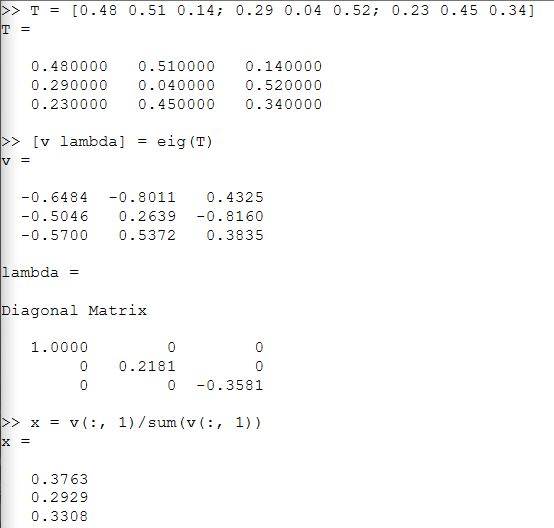 >> T = [0.48 0.51 0.14; 0.29 0.04 0.52; 0.23 0.45 0.34]
T =
0.480000 0.510000 0.140000
0.290000 0.040000 0.520000
0.230000 0.450000 0.340000
>> [v lambda] = eig(T)
v =
-0.6484 -0.8011 0.4325
-0.5046 0.2639 -0.8160
-0.5700 0.5372 0.3835
lambda =
Diagonal Matrix
1.0000 0 0
0 0.2181 0
0 0 -0.3581
>> x = v(:, 1)/sum(v(:, 1))
x =
0.3763
0.2929
0.3308